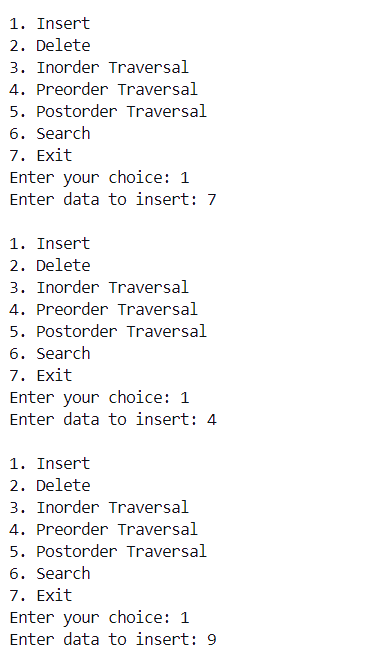 1. Insert
2. Delete
3. Inorder Traversal
4. Preorder Traversal
5. Postorder Traversal
6. Search
7. Exit
Enter your choice: 1
Enter data to insert: 7
1. Insert
2. Delete
3. Inorder Traversal
4. Preorder Traversal
5. Postorder Traversal
6. Search
7. Exit
Enter your choice: 1
Enter data to insert: 4
1. Insert
2. Delete
3. Inorder Traversal
4. Preorder Traversal
5. Postorder Traversal
6. Search
7. Exit
Enter your choice: 1
Enter data to insert: 9